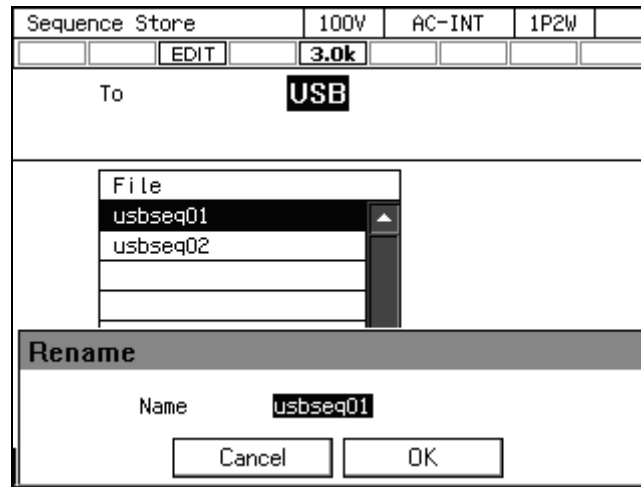 Sequence Store 100V AC-INT 1P2W
EDIT 3.0k
To USB
File
usbseq01
usbseq02
Rename
Name usbseq01
Cancel OK